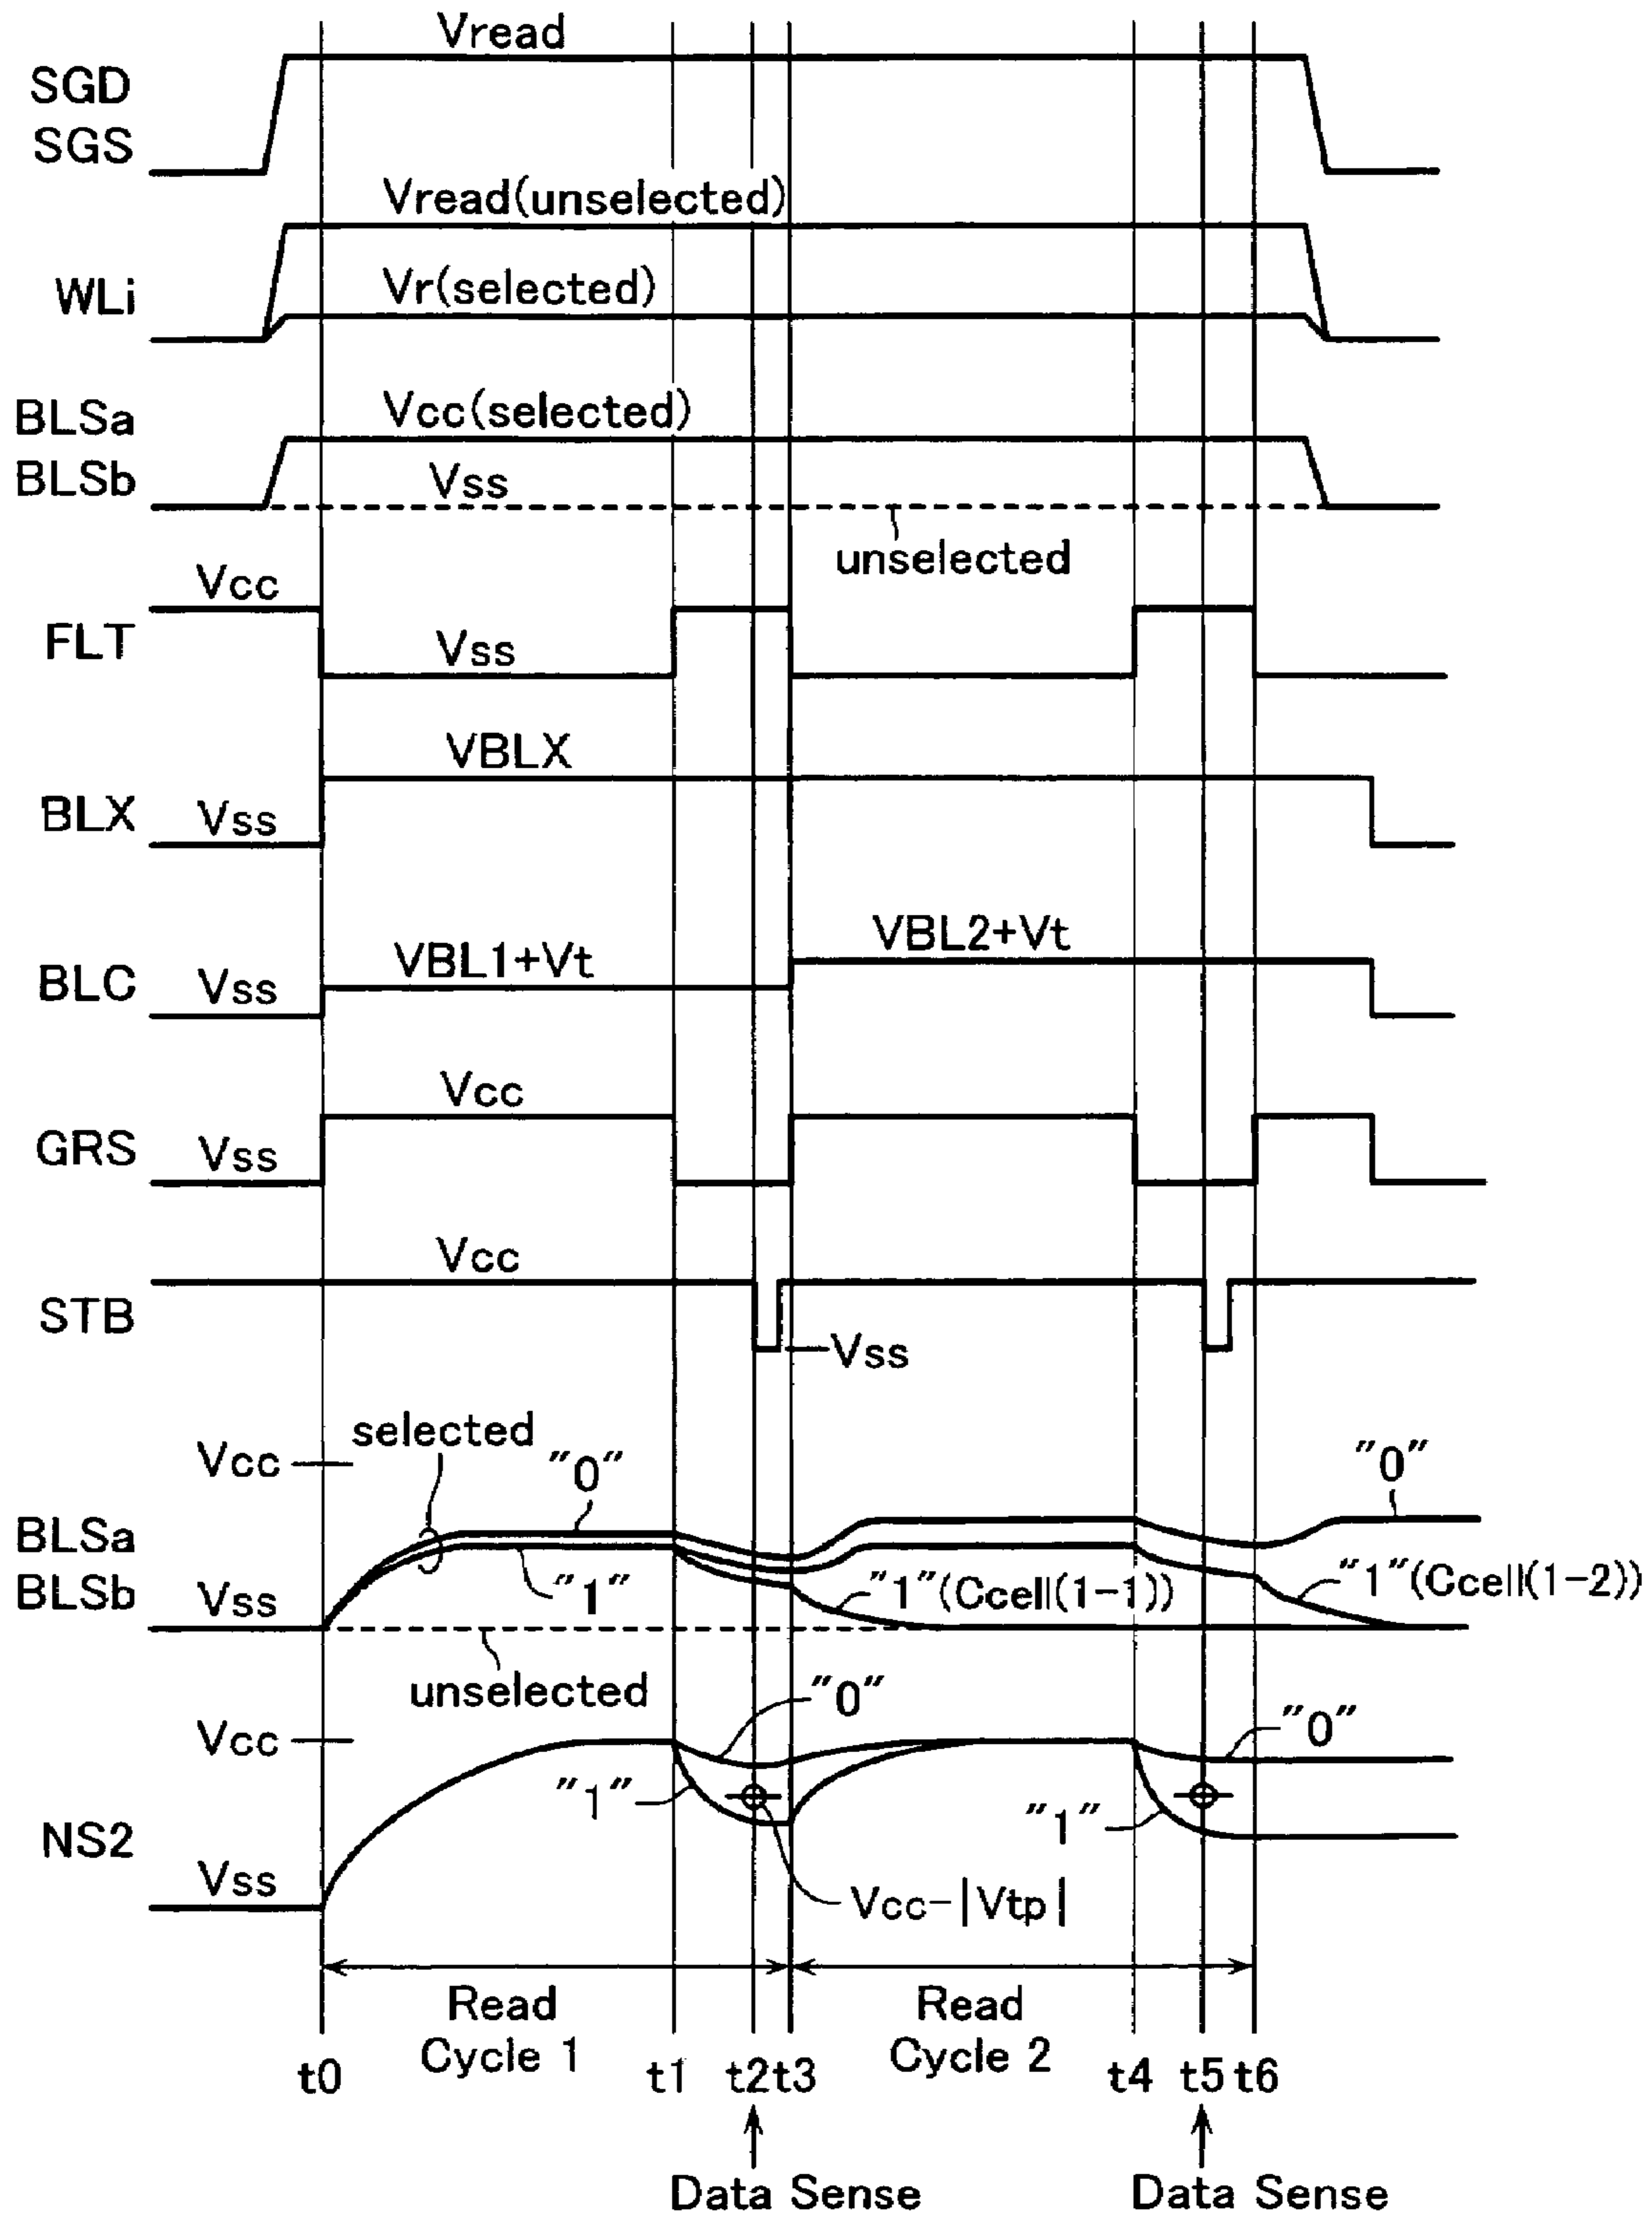 Vread
SGD
SGS
Vread(unselected)
WLi
Vr(selected)
BLSa
Vcc(selected)
BLSb
Vss
unselected
Vcc
FLT
Vss
VBLX
BLX
Vss
VBL2+Vt
VBL1+Vt
BLC
Vss
Vcc
GRS
Vss
Vcc
STB
Vss
selected
Vcc
"0"
"0"
BLSa
BLSb
Vss
"1"
"1"(Ccell(1-1))
"1"(Ccell(1-2))
unselected
Vcc
"0"
"0"
"1"
"1"
NS2
Vss
Vcc-|Vtp|
Read
Cycle 1
Read
Cycle 2
t0 t1 t2 t3 t4 t5 t6
Data Sense
Data Sense